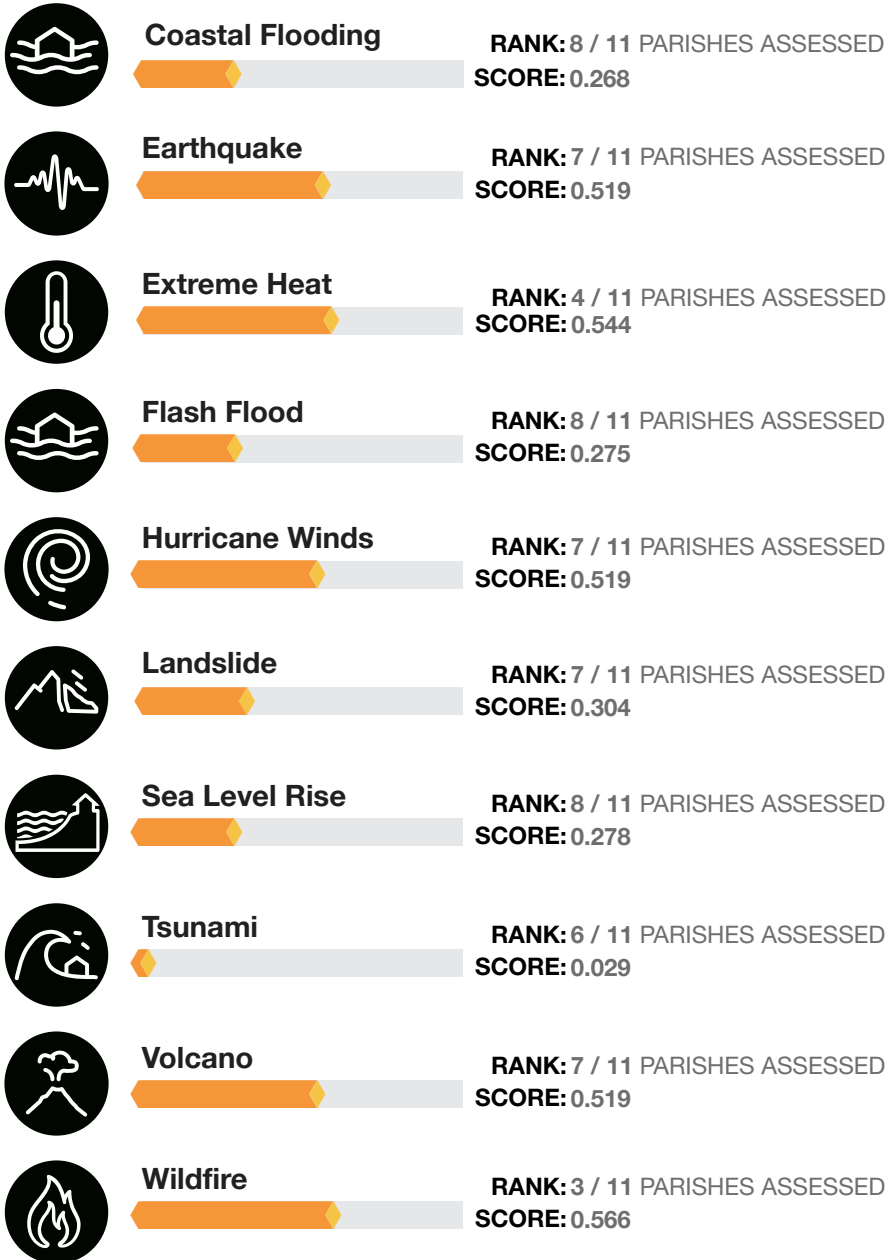 Coastal Flooding
RANK: 8 / 11 PARISHES ASSESSED
SCORE: 0.268
Earthquake
RANK: 7 / 11 PARISHES ASSESSED
SCORE: 0.519
Extreme Heat
RANK: 4 / 11 PARISHES ASSESSED
SCORE: 0.544
Flash Flood
RANK: 8 / 11 PARISHES ASSESSED
SCORE: 0.275
Hurricane Winds
RANK: 7 / 11 PARISHES ASSESSED
SCORE: 0.519
Landslide
RANK: 7 / 11 PARISHES ASSESSED
SCORE: 0.304
Sea Level Rise
RANK: 8 / 11 PARISHES ASSESSED
SCORE: 0.278
Tsunami
RANK: 6 / 11 PARISHES ASSESSED
SCORE: 0.029
Volcano
RANK: 7 / 11 PARISHES ASSESSED
SCORE: 0.519
Wildfire
RANK: 3 / 11 PARISHES ASSESSED
SCORE: 0.566